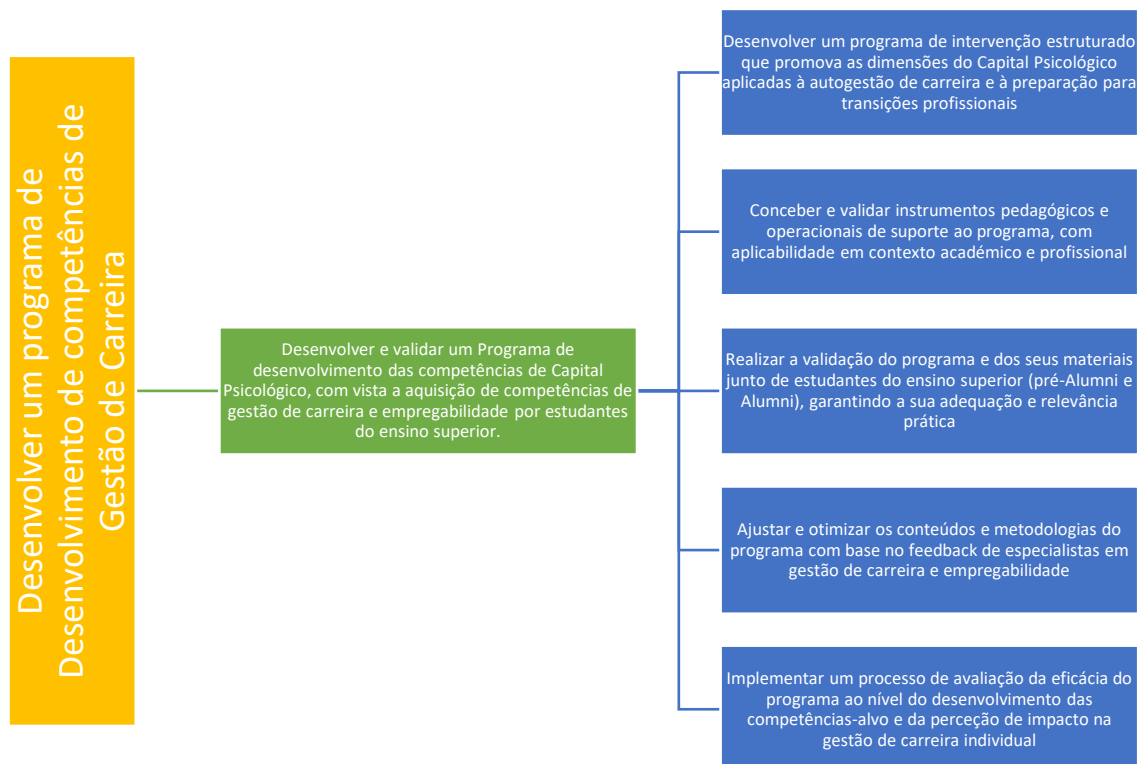 Desenvolver um programa de
Desenvolvimento de competências de
Gestão de Carreira
Desenvolver e validar um Programa de
desenvolvimento das competências de Capital
Psicológico, com vista a aquisição de competências de
gestão de carreira e empregabilidade por estudantes
do ensino superior.
Desenvolver um programa de intervenção estruturado
que promova as dimensões do Capital Psicológico
aplicadas à autogestão de carreira e à preparação para
transições profissionais
Conceber e validar instrumentos pedagógicos e
operacionais de suporte ao programa, com
aplicabilidade em contexto académico e profissional
Realizar a validação do programa e dos seus materiais
junto de estudantes do ensino superior (pré-Alumni e
Alumni), garantindo a sua adequação e relevância
prática
Ajustar e otimizar os conteúdos e metodologias do
programa com base no feedback de especialistas em
gestão de carreira e empregabilidade
Implementar um processo de avaliação da eficácia do
programa ao nível do desenvolvimento das
competências-alvo e da perceção de impacto na
gestão de carreira individual